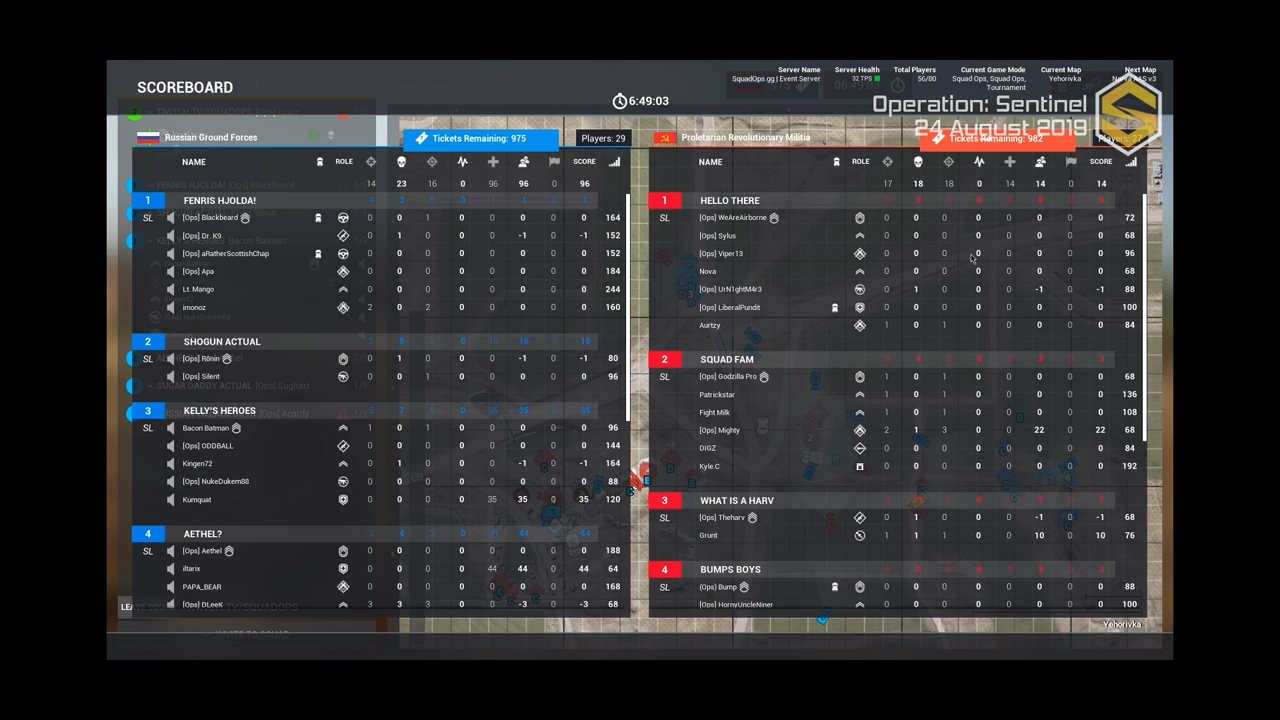 SCOREBOARD
6:49:03
Server Name
SquadOps.gg | Event Server
Server Health
32 TPS
Total Players
56/80
Current Game Mode
Squad Ops, Squad Ops,
Tournament
Current Map
Yehorivka
Next Map
Operation: Sentinel
24 August 2019
Russian Ground Forces
Tickets Remaining: 975
Players: 29
NAME ROLE SCORE
14 23 16 0 96 96 0 96
1 FENRIS HJOLDA!
SL [Ops] Blackbeard 0 0 1 0 0 0 0 0 164
[Ops] Dr. K9 0 1 0 0 0 -1 0 -1 152
[Ops] aRatherScottishChap 0 0 0 0 0 0 0 0 152
[Ops] Apa 0 0 0 0 0 0 0 0 184
Lt. Mango 0 0 0 0 0 0 0 0 244
imonoz 2 0 2 0 0 0 0 0 160
2 SHOGUN ACTUAL
SL [Ops] Rōnin 0 1 0 0 0 -1 0 -1 80
[Ops] Silent 0 0 1 0 0 0 0 0 96
3 KELLY'S HEROES
SL Bacon Batman 1 0 1 0 0 0 0 0 96
[Ops] ODDBALL 0 0 0 0 0 0 0 0 144
Kingen72 0 1 0 0 0 -1 0 -1 164
[Ops] NukeDukem88 0 0 0 0 0 0 0 0 88
Kumquat 0 0 0 0 35 35 0 35 120
4 AETHEL?
SL [Ops] Aethel 0 0 0 0 0 0 0 0 188
iltarix 0 0 0 0 44 44 0 44 64
PAPA_BEAR 0 0 0 0 0 0 0 0 168
[Ops] DLeeK 3 3 3 0 0 -3 0 -3 68
Proletarian Revolutionary Militia
Tickets Remaining: 982
NAME ROLE SCORE
17 18 18 0 14 14 0 14
1 HELLO THERE
SL [Ops] WeAreAirborne 0 0 0 0 0 0 0 0 72
[Ops] Sylus 0 0 0 0 0 0 0 0 68
[Ops] Viper13 0 0 0 0 0 0 0 0 96
Nova 0 0 0 0 0 0 0 0 68
[Ops] UrN1ghtM4r3 0 1 0 0 0 -1 0 -1 88
[Ops] LiberalPundit 0 0 0 0 0 0 0 0 100
Aurtzy 1 0 1 0 0 0 0 0 84
2 SQUAD FAM
SL [Ops] Godzilla Pro 1 0 1 0 0 0 0 0 68
Patrickstar 1 0 1 0 0 0 0 0 136
Fight Milk 1 0 1 0 0 0 0 0 108
[Ops] Mighty 2 1 3 0 0 22 0 22 68
DIGZ 0 0 0 0 0 0 0 0 84
Kyle.C 0 0 0 0 0 0 0 0 192
3 WHAT IS A HARV
SL [Ops] Theharv 0 1 0 0 0 -1 0 -1 68
Grunt 1 1 1 0 0 10 0 10 76
4 BUMPS BOYS
SL (Ops) Bump 0 0 0 0 0 0 0 0 88
[Ops] HornyUncleNiner 0 0 0 0 0 0 0 0 100
Yehorivka